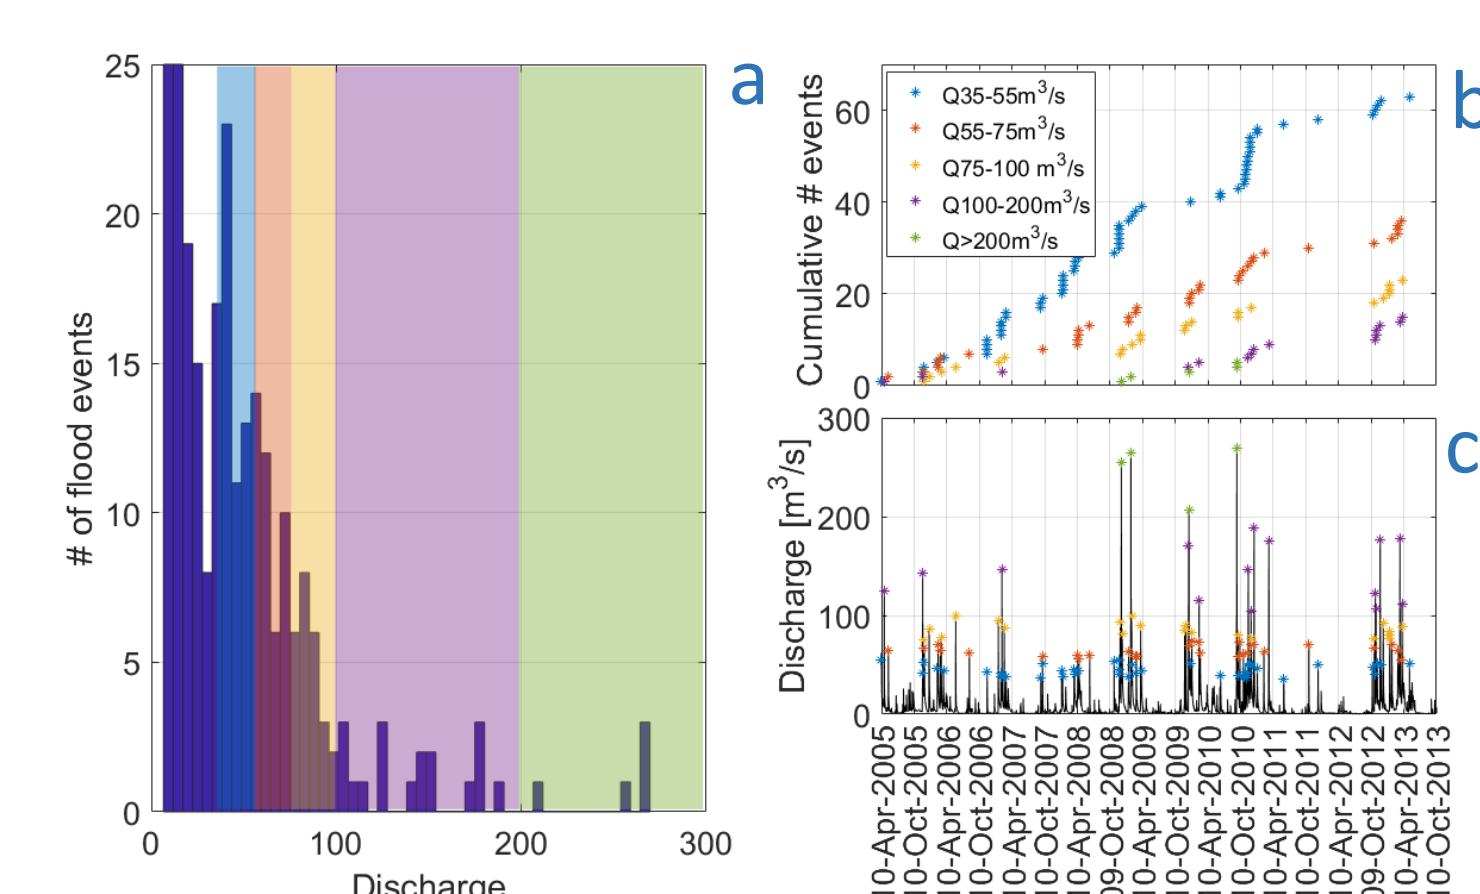 a
25
20
15
10
5
0
# of flood events
0 100 200 300
Discharge
b
Q35-55m³/s
Q55-75m³/s
Q75-100 m³/s
Q100-200m³/s
Q>200m³/s
60
40
20
0
Cumulative # events
c
300
200
100
0
Discharge [m³/s]
10-Apr-2005
10-Oct-2005
10-Apr-2006
10-Oct-2006
10-Apr-2007
10-Oct-2007
10-Apr-2008
09-Oct-2008
10-Apr-2009
10-Oct-2009
10-Apr-2010
10-Oct-2010
10-Apr-2011
10-Oct-2011
10-Apr-2012
09-Oct-2012
10-Apr-2013
10-Oct-2013